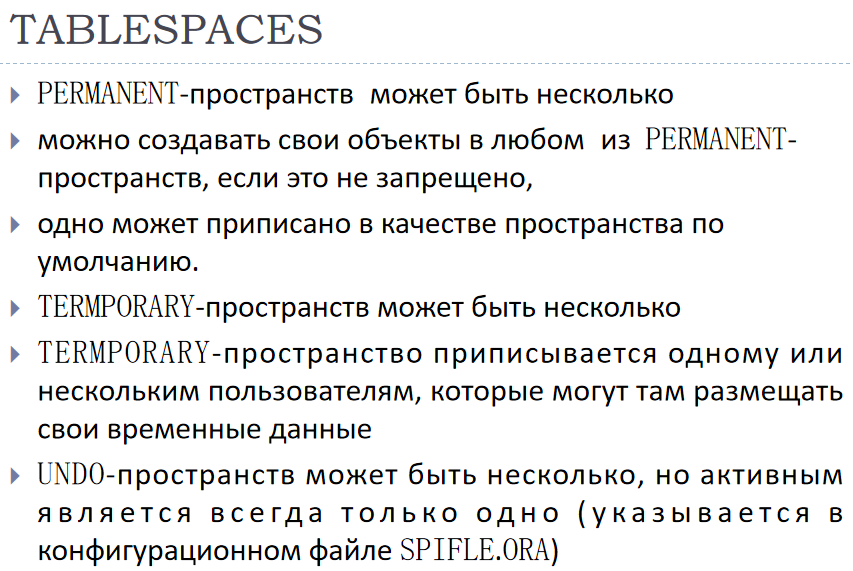 TABLESPACES
PERMANENT-пространств может быть несколько
можно создавать свои объекты в любом из PERMANENT-
пространств, если это не запрещено,
одно может приписано в качестве пространства по
умолчанию.
TERMPORARY-пространств может быть несколько
TERMPORARY-пространство приписывается одному или
нескольким пользователям, которые могут там размещать
свои временные данные
UNDO-пространств может быть несколько, но активным
является всегда только одно (указывается в
конфигурационном файле SPIFLE.ORA)